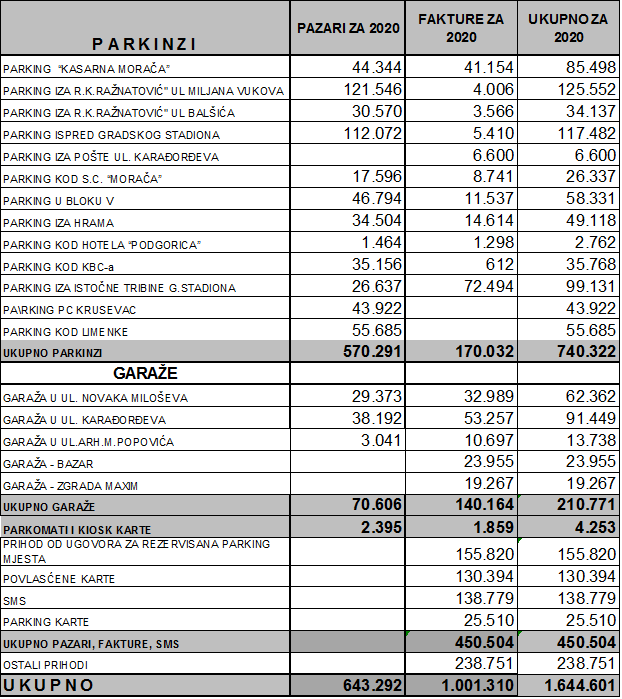 P A R K I N Z I PAZARI ZA 2020 FAKTURE ZA 2020 UKUPNO ZA 2020
PARKING “KASARNA MORAČA” 44.344 41.154 85.498
PARKING IZA R.K.RAŽNATOVIĆ" UL MILJANA VUKOVA 121.546 4.006 125.552
PARKING IZA R.K.RAŽNATOVIĆ" UL BALŠIĆA 30.570 3.566 34.137
PARKING ISPRED GRADSKOG STADIONA 112.072 5.410 117.482
PARKING IZA POŠTE UL. KARAĐORĐEVA 6.600 6.600
PARKING KOD S.C. “MORAČA” 17.596 8.741 26.337
PARKING U BLOKU V 46.794 11.537 58.331
PARKING IZA HRAMA 34.504 14.614 49.118
PARKING KOD HOTELA “PODGORICA” 1.464 1.298 2.762
PARKING KOD KBC-a 35.156 612 35.768
PARKING IZA ISTOČNE TRIBINE G.STADIONA 26.637 72.494 99.131
PA\RKING PC KRUSEVAC 43.922 43.922
PARKING KOD LIMENKE 55.685 55.685
UKUPNO PARKINZI 570.291 170.032 740.322
GARAŽE
GARAŽA U UL. NOVAKA MILOŠEVA 29.373 32.989 62.362
GARAŽA U UL. KARAĐORĐEVA 38.192 53.257 91.449
GARAŽA U UL.ARH.M.POPOVIĆA 3.041 10.697 13.738
GARAŽA - BAZAR 23.955 23.955
GARAŽA - ZGRADA MAXIM 19.267 19.267
UKUPNO GARAŽE 70.606 140.164 210.771
PARKOMATI I KIOSK KARTE 2.395 1.859 4.253
PRIHOD OD UGOVORA ZA REZERVISANA PARKING
MJESTA 155.820 155.820
POVLAŠĆENE KARTE 130.394 130.394
SMS 138.779 138.779
PARKING KARTE 25.510 25.510
UKUPNO PAZARI, FAKTURE, SMS 450.504 450.504
OSTALI PRIHODI 238.751 238.751
U K U P N O 643.292 1.001.310 1.644.601